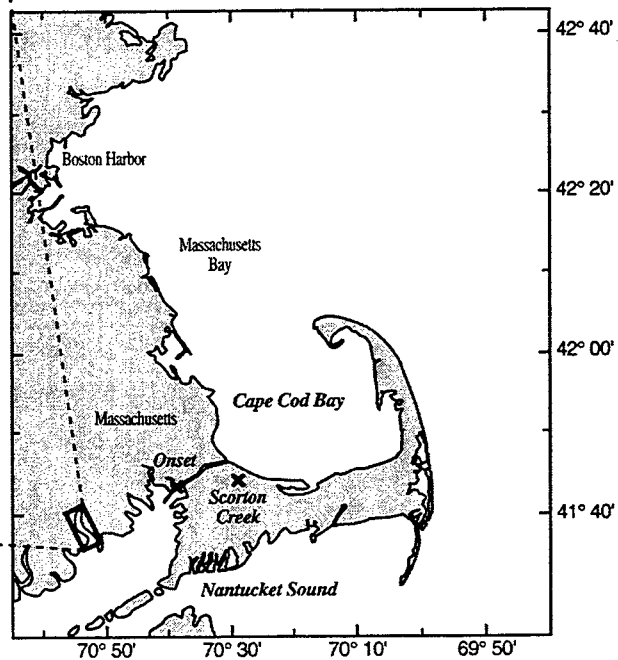 42° 40'
Boston Harbor
42° 20'
Massachusetts
Bay
42° 00'
Cape Cod Bay
Massachusetts
Onset
Scorton
Creek
41° 40'
Nantucket Sound
70° 50'
70° 30'
70° 10'
69° 50'